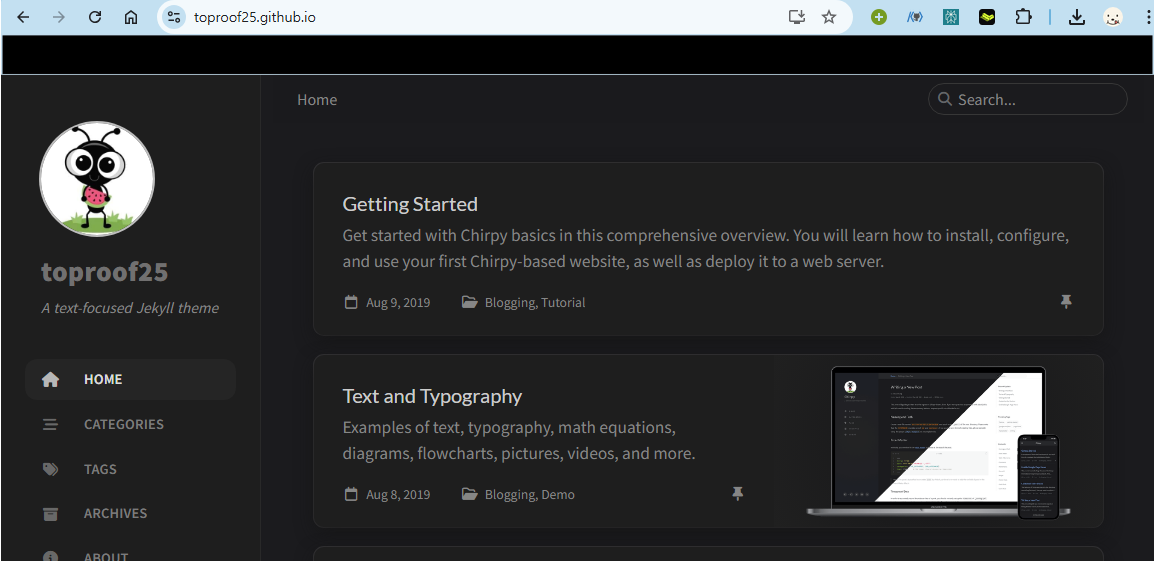 toproof25.github.io
Home
Search...
toproof25
A text-focused Jekyll theme
HOME
CATEGORIES
TAGS
ARCHIVES
ABOUT
Getting Started
Get started with Chirpy basics in this comprehensive overview. You will learn how to install, configure,
and use your first Chirpy-based website, as well as deploy it to a web server.
Aug 9, 2019 Blogging, Tutorial
Text and Typography
Examples of text, typography, math equations,
diagrams, flowcharts, pictures, videos, and more.
Aug 8, 2019 Blogging, Demo
Writing a New Post